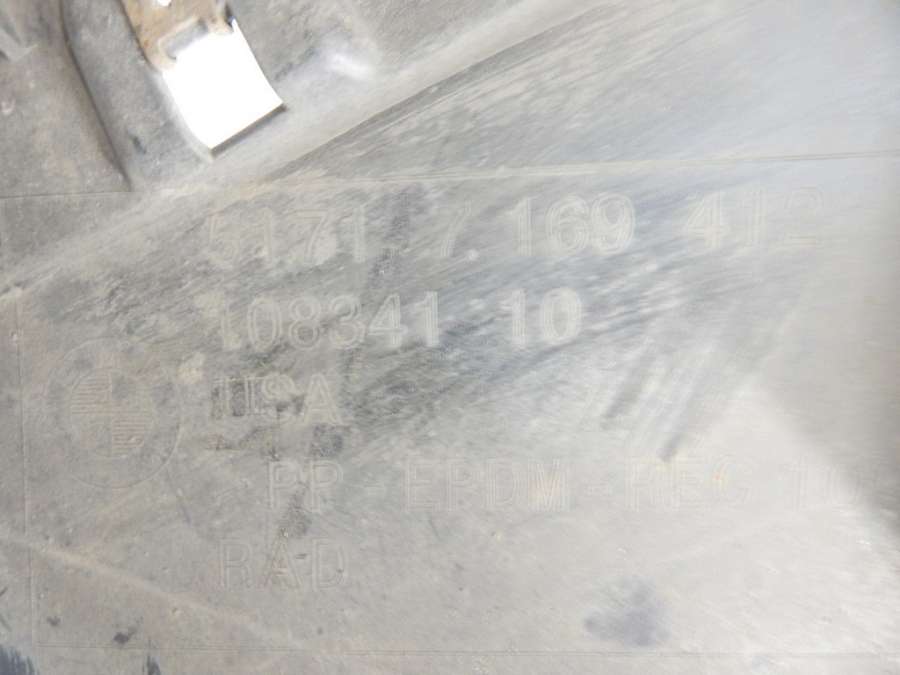 5171 7.169 412
108341 10
USA
PP - EPDM - REC 10
RAD